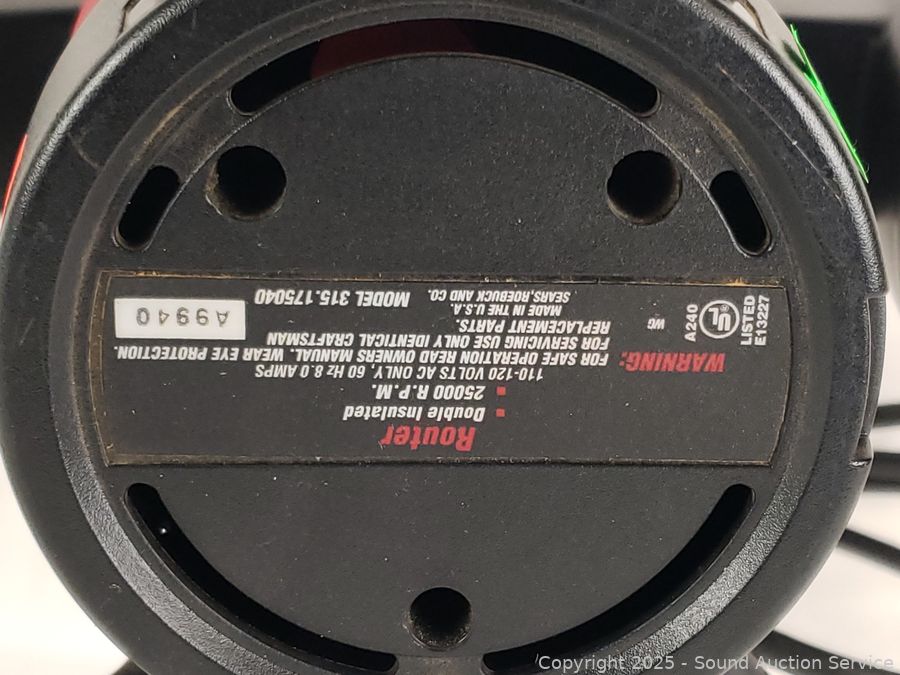 Router
▪ Double Insulated
▪ 25000 R.P.M.
110-120 VOLTS AC ONLY, 60 Hz 8.0 AMPS
WARNING: FOR SAFE OPERATION READ OWNERS MANUAL. WEAR EYE PROTECTION.
FOR SERVICING USE ONLY IDENTICAL CRAFTSMAN
REPLACEMENT PARTS.
MADE IN THE U.S.A.
SEARS, ROEBUCK AND CO.
MODEL 315.175040
A9940
WG
A240
UL
LISTED
E13227
Copyright 2025 - Sound Auction Service